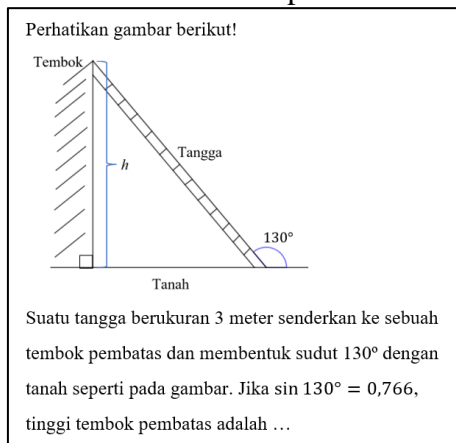 Perhatikan gambar berikut!
Tembok
Tangga
h
130°
Tanah
Suatu tangga berukuran 3 meter senderkan ke sebuah
tembok pembatas dan membentuk sudut 130º dengan
tanah seperti pada gambar. Jika sin 130° = 0,766,
tinggi tembok pembatas adalah …